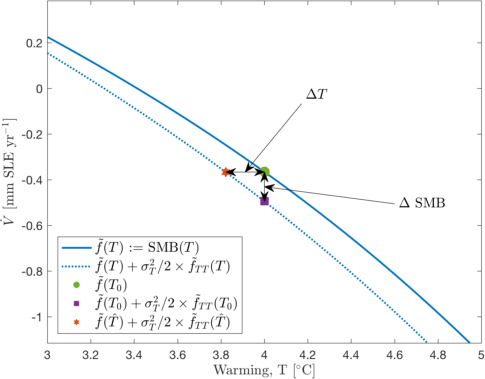 0.2
0
-0.2
-0.4
-0.6
-0.8
-1
V̇ [mm SLE yr⁻¹]
ΔT
Δ SMB
f̃(T) := SMB(T)
f̃(T) + σ²_T/2 × f̃_TT(T)
f̃(T₀)
f̃(T₀) + σ²_T/2 × f̃_TT(T₀)
f̃(T̂) + σ²_T/2 × f̃_TT(T̂)
3 3.2 3.4 3.6 3.8 4 4.2 4.4 4.6 4.8 5
Warming, T [°C]